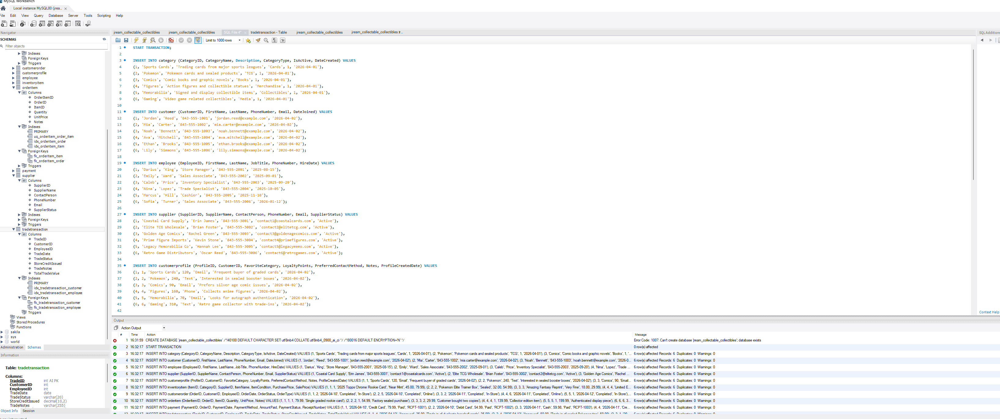 MySQL Workbench
Local instance MySQL80 (jrea...
File Edit View Query Database Server Tools Scripting Help
Navigator
SCHEMAS
Filter objects
Indexes
Foreign Keys
Triggers
customerorder
customerprofile
employee
inventoryitem
orderitem
Columns
OrderItemID
OrderID
ItemID
Quantity
UnitPrice
Notes
Indexes
PRIMARY
uq_orderitem_order_item
idx_orderitem_order
idx_orderitem_item
Foreign Keys
fk_orderitem_item
fk_orderitem_order
Triggers
payment
supplier
Columns
SupplierID
SupplierName
ContactPerson
PhoneNumber
Email
SupplierStatus
Indexes
Foreign Keys
Triggers
tradetransaction
Columns
TradeID
CustomerID
EmployeeID
TradeDate
TradeStatus
StoreCreditIssued
TradeNotes
TotalTradeValue
Indexes
PRIMARY
idx_tradetransaction_customer
idx_tradetransaction_employee
Foreign Keys
fk_tradetransaction_customer
fk_tradetransaction_employee
Triggers
Views
Stored Procedures
Functions
sakila
sys
world
Administration Schemas
Information
Table: tradetransaction
Columns:
TradeID int AI PK
CustomerID int
EmployeeID int
TradeDate date
TradeStatus varchar(20)
StoreCreditIssued decimal(10,2)
TradeNotes varchar(255)
Object Info Session
jream_collectable_collectibles jream_collectable_collectibles SQL File 4* tradetransaction - Table jream_collectable_collectibles jream_collectable_collectibles.tr...
Limit to 1000 rows
1 START TRANSACTION;
2
3 INSERT INTO category (CategoryID, CategoryName, Description, CategoryType, IsActive, DateCreated) VALUES
4 (1, 'Sports Cards', 'Trading cards from major sports leagues', 'Cards', 1, '2026-04-01'),
5 (2, 'Pokemon', 'Pokemon cards and sealed products', 'TCG', 1, '2026-04-01'),
6 (3, 'Comics', 'Comic books and graphic novels', 'Books', 1, '2026-04-01'),
7 (4, 'Figures', 'Action figures and collectible statues', 'Merchandise', 1, '2026-04-01'),
8 (5, 'Memorabilia', 'Signed and display collectible items', 'Collectibles', 1, '2026-04-01'),
9 (6, 'Gaming', 'Video game related collectibles', 'Media', 1, '2026-04-01');
10
11 INSERT INTO customer (CustomerID, FirstName, LastName, PhoneNumber, Email, DateJoined) VALUES
12 (1, 'Jordan', 'Reed', '843-555-1001', 'jordan.reed@example.com', '2026-04-02'),
13 (2, 'Mia', 'Carter', '843-555-1002', 'mia.carter@example.com', '2026-04-02'),
14 (3, 'Noah', 'Bennett', '843-555-1003', 'noah.bennett@example.com', '2026-04-02'),
15 (4, 'Ava', 'Mitchell', '843-555-1004', 'ava.mitchell@example.com', '2026-04-02'),
16 (5, 'Ethan', 'Brooks', '843-555-1005', 'ethan.brooks@example.com', '2026-04-02'),
17 (6, 'Lily', 'Simmons', '843-555-1006', 'lily.simmons@example.com', '2026-04-02');
18
19 INSERT INTO employee (EmployeeID, FirstName, LastName, JobTitle, PhoneNumber, HireDate) VALUES
20 (1, 'Darius', 'King', 'Store Manager', '843-555-2001', '2025-08-15'),
21 (2, 'Emily', 'Ward', 'Sales Associate', '843-555-2002', '2025-09-01'),
22 (3, 'Caleb', 'Price', 'Inventory Specialist', '843-555-2003', '2025-09-20'),
23 (4, 'Nina', 'Lopez', 'Trade Specialist', '843-555-2004', '2025-10-05'),
24 (5, 'Marcus', 'Hill', 'Cashier', '843-555-2005', '2025-11-10'),
25 (6, 'Sofia', 'Turner', 'Sales Associate', '843-555-2006', '2026-01-12');
26
27 INSERT INTO supplier (SupplierID, SupplierName, ContactPerson, PhoneNumber, Email, SupplierStatus) VALUES
28 (1, 'Coastal Card Supply', 'Erin James', '843-555-3001', 'contact1@coastalcards.com', 'Active'),
29 (2, 'Elite TCG Wholesale', 'Brian Foster', '843-555-3002', 'contact2@elitetcg.com', 'Active'),
30 (3, 'Golden Age Comics', 'Rachel Green', '843-555-3003', 'contact3@goldenagecomics.com', 'Active'),
31 (4, 'Prime Figure Imports', 'Kevin Stone', '843-555-3004', 'contact4@primefigures.com', 'Active'),
32 (5, 'Legacy Memorabilia Co', 'Hannah Lee', '843-555-3005', 'contact5@legacymemo.com', 'Active'),
33 (6, 'Retro Game Distributors', 'Oscar Reed', '843-555-3006', 'contact6@retrogames.com', 'Active');
34
35 INSERT INTO customerprofile (ProfileID, CustomerID, FavoriteCategory, LoyaltyPoints, PreferredContactMethod, Notes, ProfileCreatedDate) VALUES
36 (1, 1, 'Sports Cards', 120, 'Email', 'Frequent buyer of graded cards', '2026-04-02'),
37 (2, 2, 'Pokemon', 240, 'Text', 'Interested in sealed booster boxes', '2026-04-02'),
38 (3, 3, 'Comics', 90, 'Email', 'Prefers silver age comic issues', '2026-04-02'),
39 (4, 4, 'Figures', 160, 'Phone', 'Collects anime figures', '2026-04-02'),
40 (5, 5, 'Memorabilia', 70, 'Email', 'Looks for autograph authentication', '2026-04-02'),
41 (6, 6, 'Gaming', 310, 'Text', 'Retro game collector with trade-ins', '2026-04-02');
42
Output
Action Output
# Time Action Message
1 16:31:59 CREATE DATABASE `jream_collectable_collectibles` /*!40100 DEFAULT CHARACTER SET utf8mb4 COLLATE utf8mb4_0900_ai_ci */ /*!80016 DEFAULT ENCRYPTION='N' */ Error Code: 1007. Can't create database 'jream_collectable_collectibles'; database exists
2 16:32:17 START TRANSACTION 0 row(s) affected
3 16:32:17 INSERT INTO category (CategoryID, CategoryName, Description, CategoryType, IsActive, DateCreated) VALUES (1, 'Sports Cards', 'Trading cards from major sports leagues', 'Cards', 1, '2026-04-01'), (2, 'Pokemon', 'Pokemon cards and sealed products', 'TCG', 1, '2026-04-01'), (3, 'Comics', 'Comic books and graphic novels', 'Books', 1, '... 6 row(s) affected Records: 6 Duplicates: 0 Warnings: 0
4 16:32:17 INSERT INTO customer (CustomerID, FirstName, LastName, PhoneNumber, Email, DateJoined) VALUES (1, 'Jordan', 'Reed', '843-555-1001', 'jordan.reed@example.com', '2026-04-02'), (2, 'Mia', 'Carter', '843-555-1002', 'mia.carter@example.com', '2026-04-02'), (3, 'Noah', 'Bennett', '843-555-1003', 'noah.bennett@example.com', '2026-0... 6 row(s) affected Records: 6 Duplicates: 0 Warnings: 0
5 16:32:17 INSERT INTO employee (EmployeeID, FirstName, LastName, JobTitle, PhoneNumber, HireDate) VALUES (1, 'Darius', 'King', 'Store Manager', '843-555-2001', '2025-08-15'), (2, 'Emily', 'Ward', 'Sales Associate', '843-555-2002', '2025-09-01'), (3, 'Caleb', 'Price', 'Inventory Specialist', '843-555-2003', '2025-09-20'), (4, 'Nina', 'Lopez', 'Trade ... 6 row(s) affected Records: 6 Duplicates: 0 Warnings: 0
6 16:32:17 INSERT INTO supplier (SupplierID, SupplierName, ContactPerson, PhoneNumber, Email, SupplierStatus) VALUES (1, 'Coastal Card Supply', 'Erin James', '843-555-3001', 'contact1@coastalcards.com', 'Active'), (2, 'Elite TCG Wholesale', 'Brian Foster', '843-555-3002', 'contact2@elitetcg.com', 'Active'), (3, 'Golden Age Comics', 'Rachel ... 6 row(s) affected Records: 6 Duplicates: 0 Warnings: 0
7 16:32:17 INSERT INTO customerprofile (ProfileID, CustomerID, FavoriteCategory, LoyaltyPoints, PreferredContactMethod, Notes, ProfileCreatedDate) VALUES (1, 1, 'Sports Cards', 120, 'Email', 'Frequent buyer of graded cards', '2026-04-02'), (2, 2, 'Pokemon', 240, 'Text', 'Interested in sealed booster boxes', '2026-04-02'), (3, 3, 'Comics', 90, 'Email... 6 row(s) affected Records: 6 Duplicates: 0 Warnings: 0
8 16:32:17 INSERT INTO inventoryitem (ItemID, CategoryID, SupplierID, ItemName, ItemCondition, PurchasePrice, SalePrice) VALUES (1, 1, 1, '2025 Topps Chrome Rookie Card', 'Near Mint', 45.00, 79.99), (2, 2, 2, 'Pokemon Elite Trainer Box', 'Sealed', 32.00, 54.99), (3, 3, 3, 'Amazing Fantasy Reprint', 'Very Fine', 18.00, 29.99), (4, 4, 4, 'Limited E... 6 row(s) affected Records: 6 Duplicates: 0 Warnings: 0
9 16:32:17 INSERT INTO customerorder (OrderID, CustomerID, EmployeeID, OrderDate, OrderStatus, OrderType) VALUES (1, 1, 2, '2026-04-10', 'Completed', 'In-Store'), (2, 2, 5, '2026-04-10', 'Completed', 'Online'), (3, 3, 2, '2026-04-11', 'Completed', 'In-Store'), (4, 4, 6, '2026-04-11', 'Completed', 'Online'), (5, 5, 1, '2026-04-12', 'Completed', 'In-Store'),... 6 row(s) affected Records: 6 Duplicates: 0 Warnings: 0
10 16:32:17 INSERT INTO orderitem (OrderItemID, OrderID, ItemID, Quantity, UnitPrice, Notes) VALUES (1, 1, 1, 1, 79.99, 'Single graded rookie card'), (2, 2, 2, 1, 54.99, 'Factory sealed purchase'), (3, 3, 3, 2, 29.99, 'Customer bought two copies'), (4, 4, 4, 1, 139.99, 'Collector edition item'), (5, 5, 5, 1, 199.99, 'Authenticated display piece'), (6, 6, 6, 3... 6 row(s) affected Records: 6 Duplicates: 0 Warnings: 0
11 16:32:17 INSERT INTO payment (PaymentID, OrderID, PaymentDate, PaymentMethod, AmountPaid, PaymentStatus, ReceiptNumber) VALUES (1, 1, '2026-04-10', 'Credit Card', 79.99, 'Paid', 'RCPT-1001'), (2, 2, '2026-04-10', 'Debit Card', 54.99, 'Paid', 'RCPT-1002'), (3, 3, '2026-04-11', 'Cash', 59.98, 'Paid', 'RCPT-1003'), (4, 4, '2026-04-11', 'Cre... 6 row(s) affected Records: 6 Duplicates: 0 Warnings: 0
SQLAdditions
Context Help